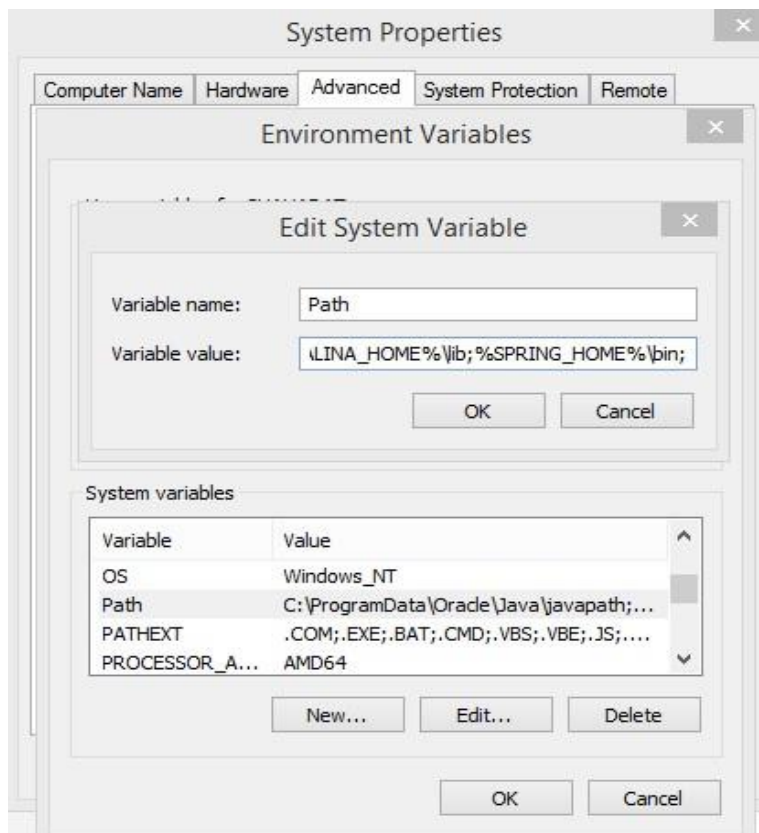 System Properties
Computer Name Hardware Advanced System Protection Remote
Environment Variables
Edit System Variable
Variable name: Path
Variable value: \LINA_HOME%\lib;%SPRING_HOME%\bin;
OK Cancel
System variables
Variable Value
OS Windows_NT
Path C:\ProgramData\Oracle\Java\javapath;...
PATHEXT .COM;.EXE;.BAT;.CMD;.VBS;.VBE;.JS;....
PROCESSOR_A... AMD64
New... Edit... Delete
OK Cancel